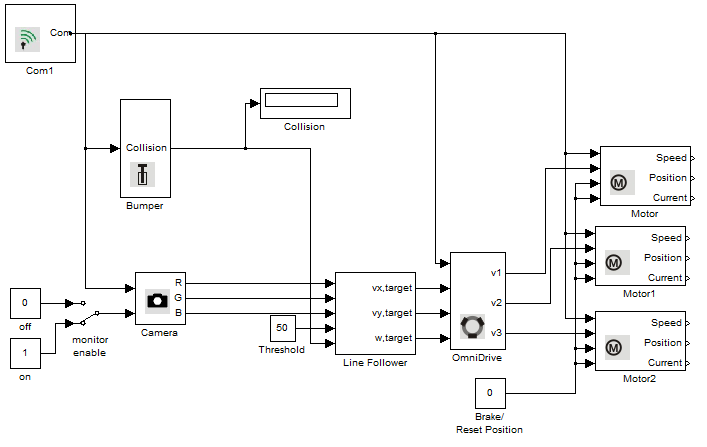 Com
Com1
Collision
Bumper
Collision
Speed
Position
Current
M
Motor
Speed
Position
Current
M
Motor1
Speed
Position
Current
M
Motor2
0
off
1
on
monitor
enable
R
G
B
Camera
50
Threshold
vx,target
vy,target
w,target
Line Follower
v1
v2
v3
OmniDrive
0
Brake/
Reset Position